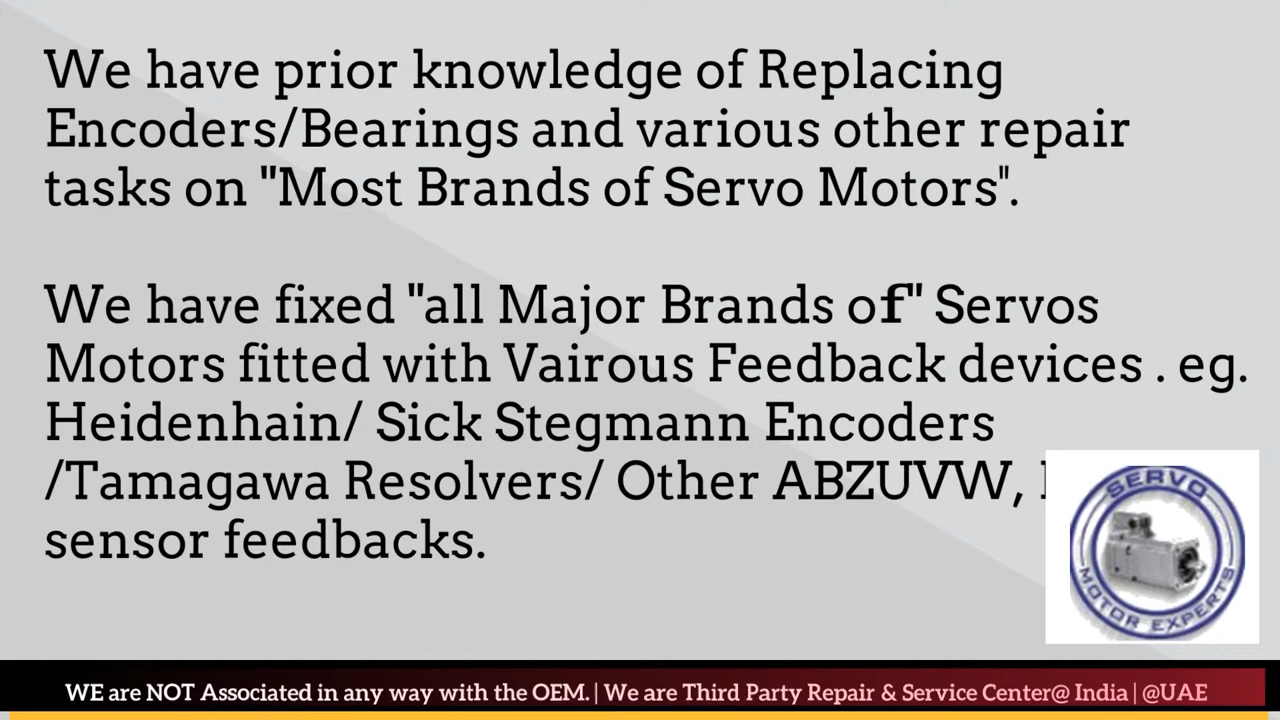 We have prior knowledge of Replacing
Encoders/Bearings and various other repair
tasks on "Most Brands of Servo Motors".
We have fixed "all Major Brands of" Servos
Motors fitted with Vairous Feedback devices . eg.
Heidenhain/ Sick Stegmann Encoders
/Tamagawa Resolvers/ Other ABZUVW,
sensor feedbacks.
SERVO
MOTOR EXPERTS
WE are NOT Associated in any way with the OEM. | We are Third Party Repair & Service Center@ India | @UAE